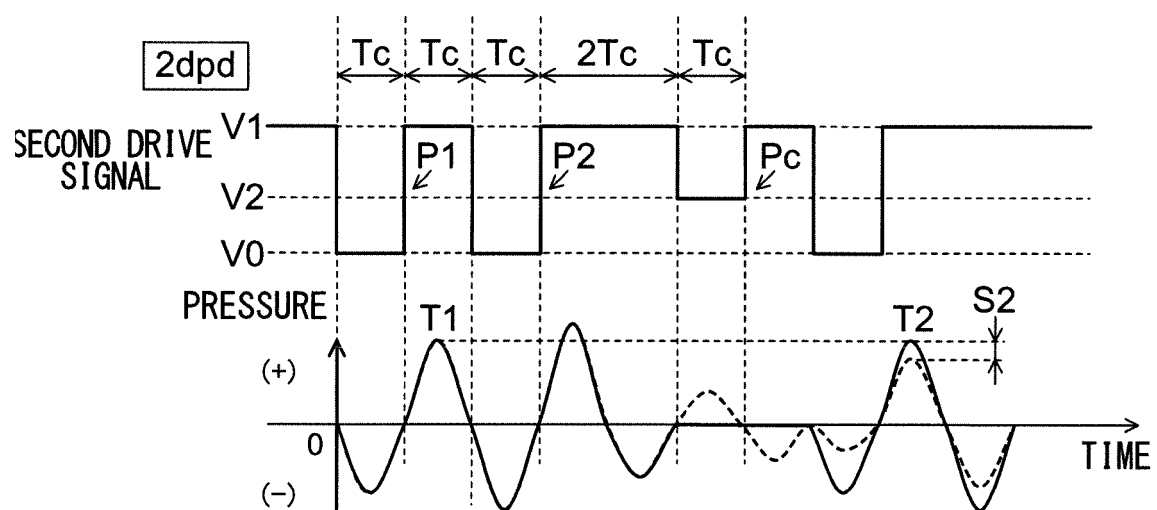 2dpd
Tc Tc Tc 2Tc Tc
SECOND DRIVE
SIGNAL
V1
V2
V0
P1 P2 Pc
PRESSURE
T1 T2 S2
(+)
0
(−)
TIME